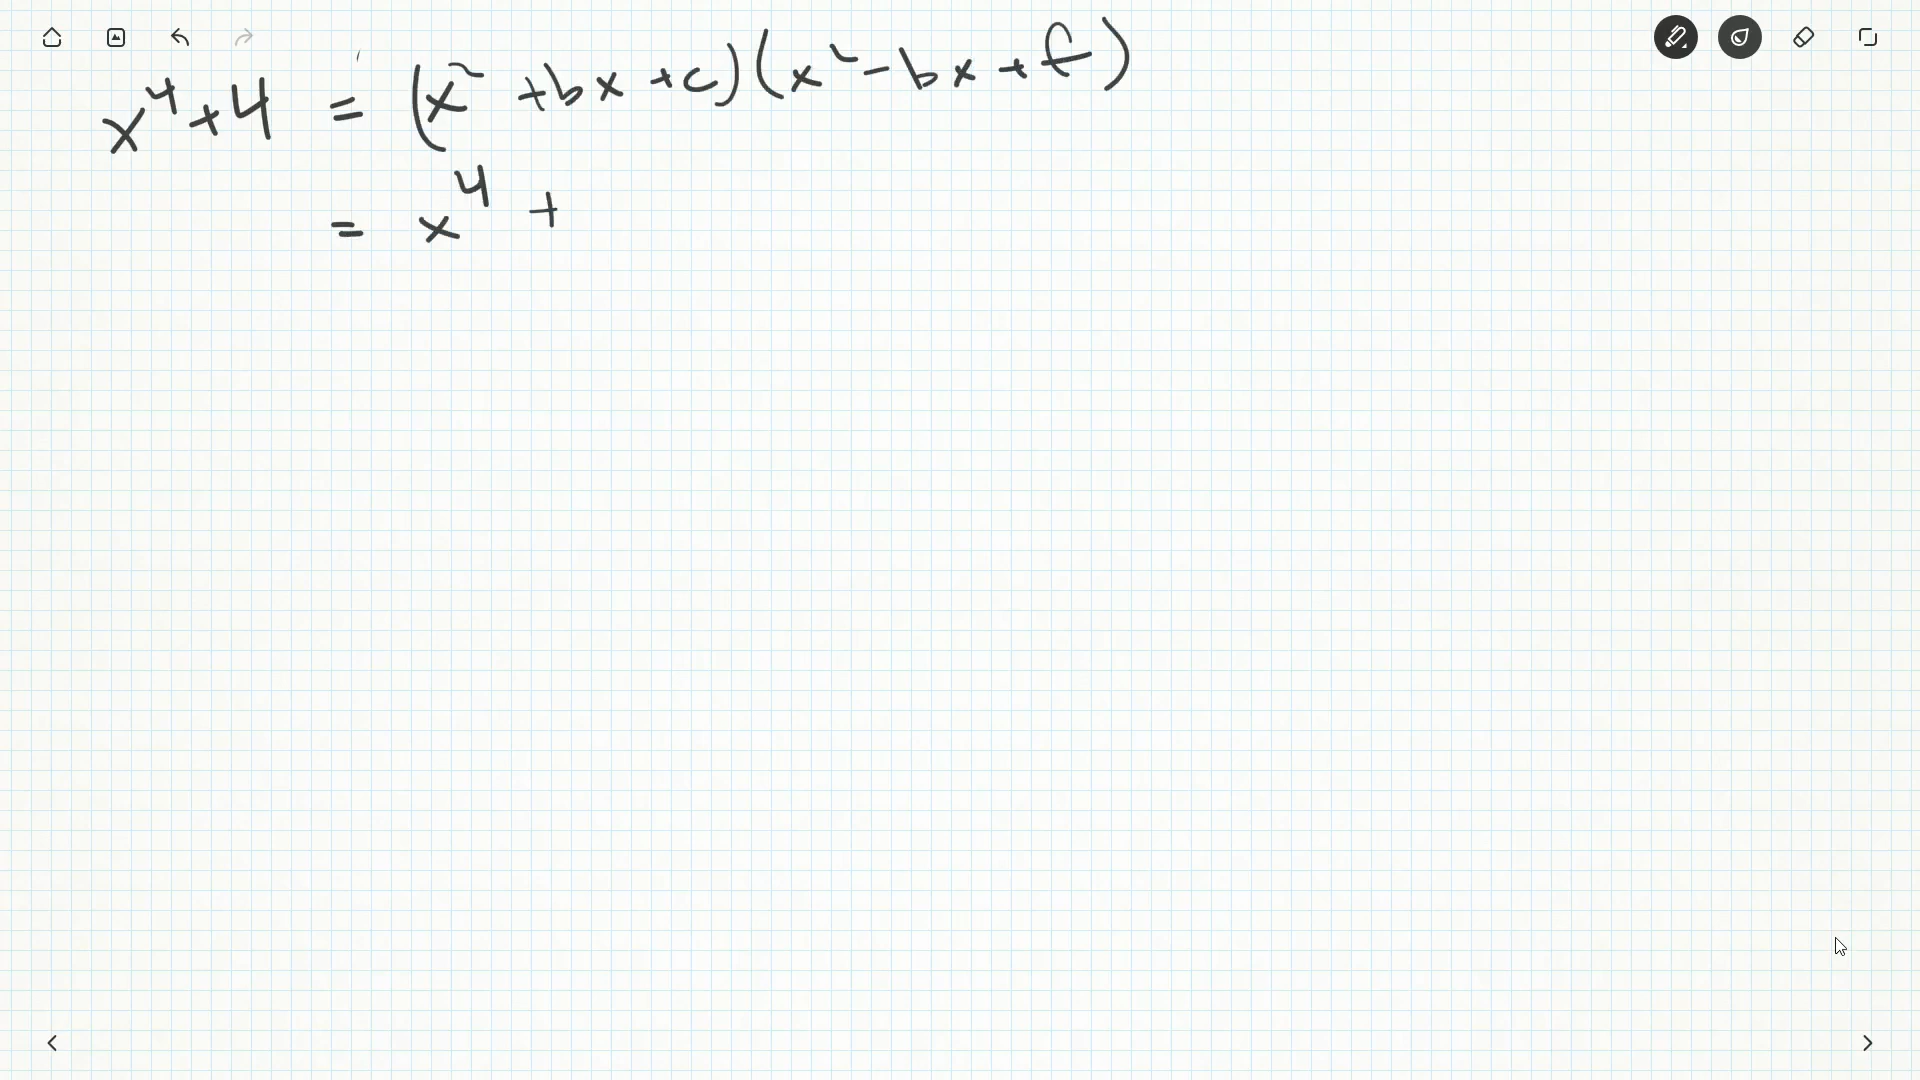 x⁴+4 = (x² +bx +c)(x²-bx+f)
= x⁴ +